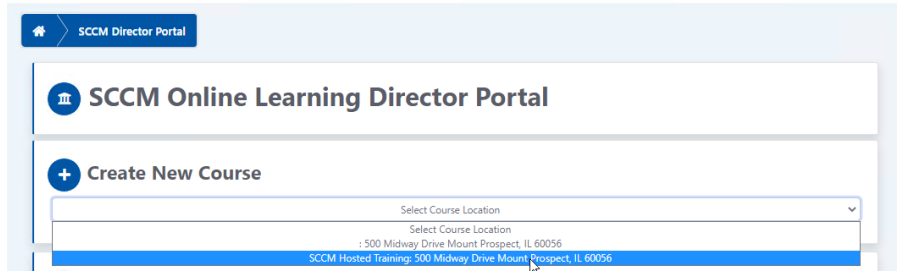 SCCM Director Portal
SCCM Online Learning Director Portal
Create New Course
Select Course Location
Select Course Location
: 500 Midway Drive Mount Prospect, IL 60056
SCCM Hosted Training: 500 Midway Drive Mount Prospect, IL 60056